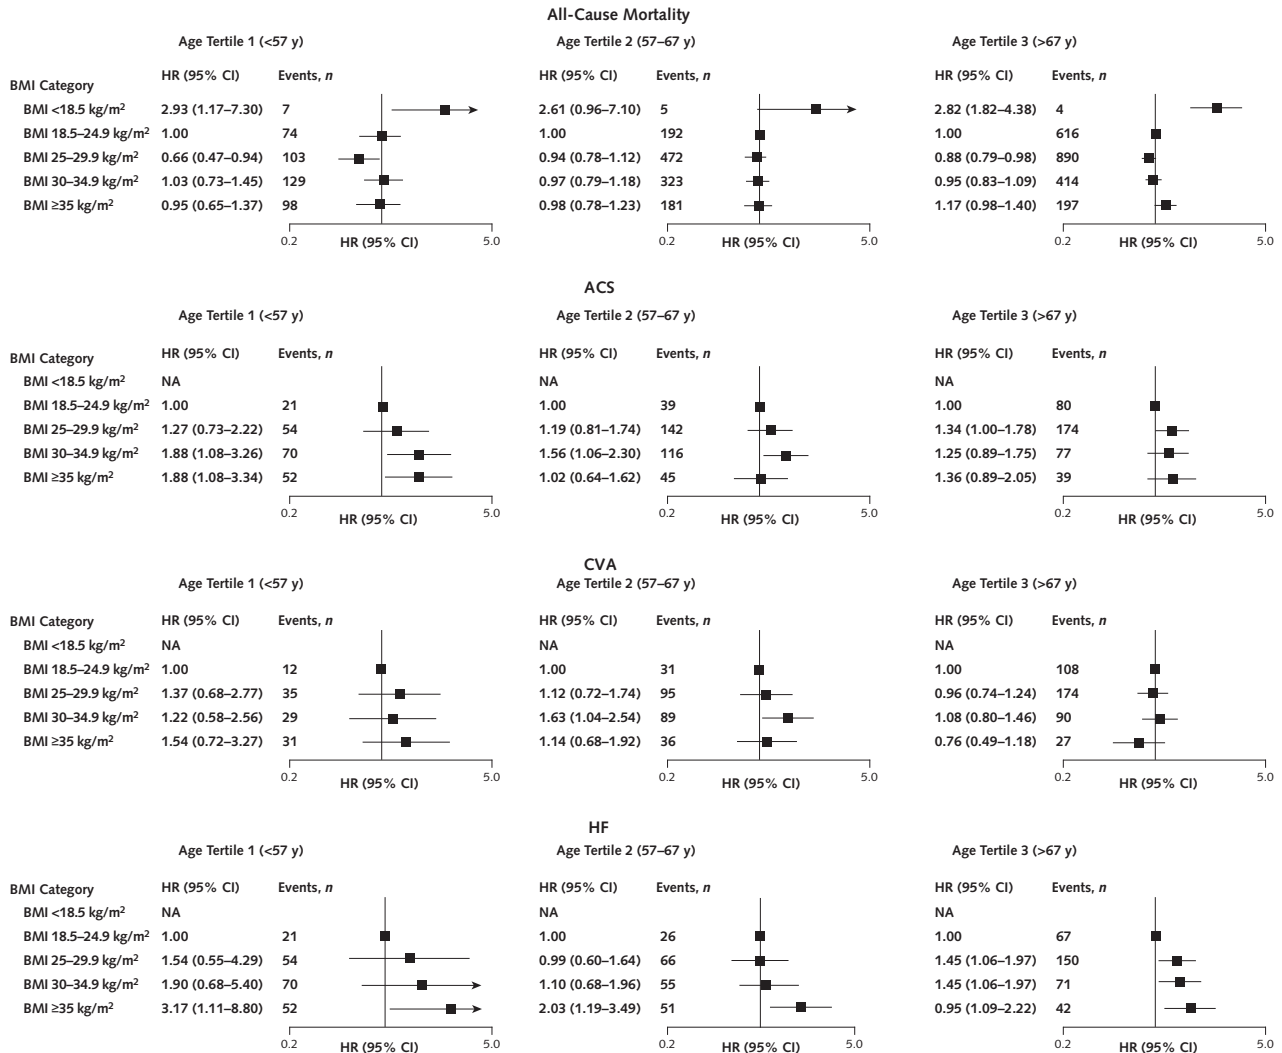 All-Cause Mortality
Age Tertile 1 (<57 y) Age Tertile 2 (57–67 y) Age Tertile 3 (>67 y)
HR (95% CI) Events, n HR (95% CI) Events, n HR (95% CI) Events, n
BMI Category
BMI <18.5 kg/m² 2.93 (1.17–7.30) 7 2.61 (0.96–7.10) 5 2.82 (1.82–4.38) 4
BMI 18.5–24.9 kg/m² 1.00 74 1.00 192 1.00 616
BMI 25–29.9 kg/m² 0.66 (0.47–0.94) 103 0.94 (0.78–1.12) 472 0.88 (0.79–0.98) 890
BMI 30–34.9 kg/m² 1.03 (0.73–1.45) 129 0.97 (0.79–1.18) 323 0.95 (0.83–1.09) 414
BMI ≥35 kg/m² 0.95 (0.65–1.37) 98 0.98 (0.78–1.23) 181 1.17 (0.98–1.40) 197
0.2 HR (95% CI) 5.0 0.2 HR (95% CI) 5.0 0.2 HR (95% CI) 5.0
ACS
Age Tertile 1 (<57 y) Age Tertile 2 (57–67 y) Age Tertile 3 (>67 y)
HR (95% CI) Events, n HR (95% CI) Events, n HR (95% CI) Events, n
BMI Category
BMI <18.5 kg/m² NA NA NA
BMI 18.5–24.9 kg/m² 1.00 21 1.00 39 1.00 80
BMI 25–29.9 kg/m² 1.27 (0.73–2.22) 54 1.19 (0.81–1.74) 142 1.34 (1.00–1.78) 174
BMI 30–34.9 kg/m² 1.88 (1.08–3.26) 70 1.56 (1.06–2.30) 116 1.25 (0.89–1.75) 77
BMI ≥35 kg/m² 1.88 (1.08–3.34) 52 1.02 (0.64–1.62) 45 1.36 (0.89–2.05) 39
0.2 HR (95% CI) 5.0 0.2 HR (95% CI) 5.0 0.2 HR (95% CI) 5.0
CVA
Age Tertile 1 (<57 y) Age Tertile 2 (57–67 y) Age Tertile 3 (>67 y)
HR (95% CI) Events, n HR (95% CI) Events, n HR (95% CI) Events, n
BMI Category
BMI <18.5 kg/m² NA NA NA
BMI 18.5–24.9 kg/m² 1.00 12 1.00 31 1.00 108
BMI 25–29.9 kg/m² 1.37 (0.68–2.77) 35 1.12 (0.72–1.74) 95 0.96 (0.74–1.24) 174
BMI 30–34.9 kg/m² 1.22 (0.58–2.56) 29 1.63 (1.04–2.54) 89 1.08 (0.80–1.46) 90
BMI ≥35 kg/m² 1.54 (0.72–3.27) 31 1.14 (0.68–1.92) 36 0.76 (0.49–1.18) 27
0.2 HR (95% CI) 5.0 0.2 HR (95% CI) 5.0 0.2 HR (95% CI) 5.0
HF
Age Tertile 1 (<57 y) Age Tertile 2 (57–67 y) Age Tertile 3 (>67 y)
HR (95% CI) Events, n HR (95% CI) Events, n HR (95% CI) Events, n
BMI Category
BMI <18.5 kg/m² NA NA NA
BMI 18.5–24.9 kg/m² 1.00 21 1.00 26 1.00 67
BMI 25–29.9 kg/m² 1.54 (0.55–4.29) 54 0.99 (0.60–1.64) 66 1.45 (1.06–1.97) 150
BMI 30–34.9 kg/m² 1.90 (0.68–5.40) 70 1.10 (0.68–1.96) 55 1.45 (1.06–1.97) 71
BMI ≥35 kg/m² 3.17 (1.11–8.80) 52 2.03 (1.19–3.49) 51 0.95 (1.09–2.22) 42
0.2 HR (95% CI) 5.0 0.2 HR (95% CI) 5.0 0.2 HR (95% CI) 5.0